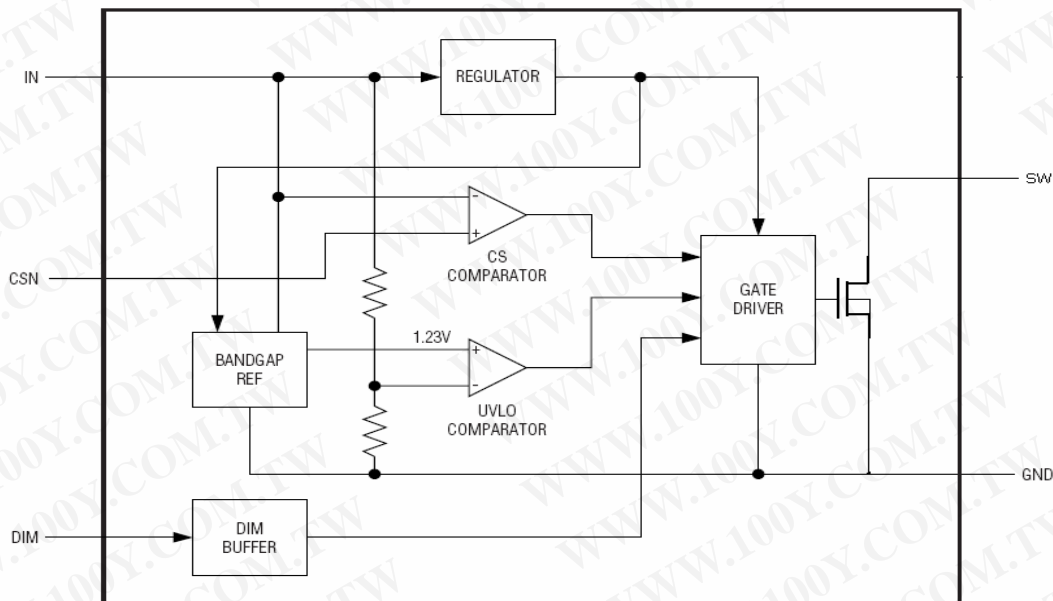 IN
REGULATOR
SW
CSN
CS
COMPARATOR
GATE
DRIVER
BANDGAP
REF
1.23V
UVLO
COMPARATOR
GND
DIM
DIM
BUFFER
WWW.100Y.COM.TW